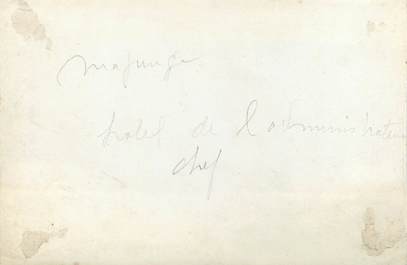 majunga
hotel de l'administrateur
chef